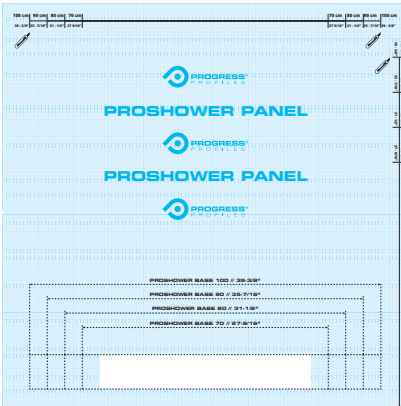 100 cm 90 cm 80 cm 70 cm
70 cm 80 cm 90 cm 100 cm
PROGRESS
PROFILES
PROSHOWER PANEL
PROGRESS
PROFILES
PROSHOWER PANEL
PROGRESS
PROFILES
PROSHOWER BASE 100 // 39-3/8"
PROSHOWER BASE 90 // 35-7/16"
PROSHOWER BASE 80 // 31-1/8"
PROSHOWER BASE 70 // 27-9/16"